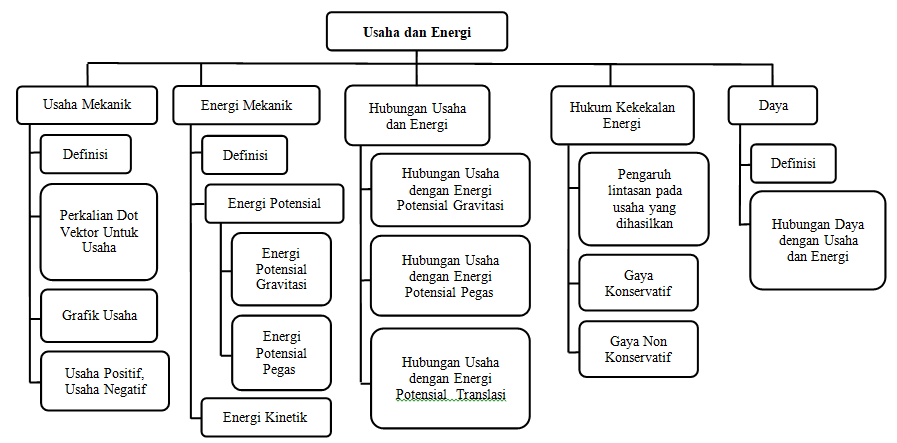 Usaha dan Energi
Usaha Mekanik
Definisi
Perkalian Dot
Vektor Untuk
Usaha
Grafik Usaha
Usaha Positif,
Usaha Negatif
Energi Mekanik
Definisi
Energi Potensial
Energi
Potensial
Gravitasi
Energi
Potensial
Pegas
Energi Kinetik
Hubungan Usaha
dan Energi
Hubungan Usaha
dengan Energi
Potensial Gravitasi
Hubungan Usaha
dengan Energi
Potensial Pegas
Hubungan Usaha
dengan Energi
Potensial Translasi
Hukum Kekekalan
Energi
Pengaruh
lintasan pada
usaha yang
dihasilkan
Gaya
Konservatif
Gaya Non
Konservatif
Daya
Definisi
Hubungan Daya
dengan Usaha
dan Energi